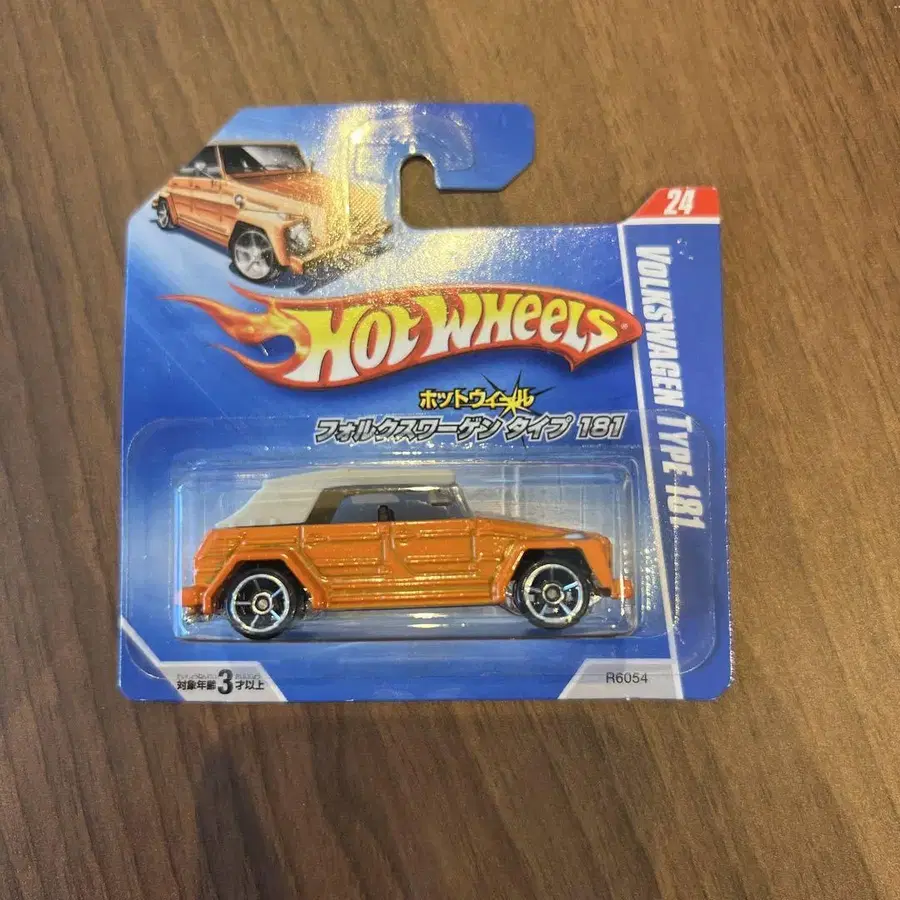 24
HOT WHEELS
VOLKSWAGEN TYPE 181
ホットウィール
フォルクスワーゲン タイプ 181
対象年齢3才以上
R6054